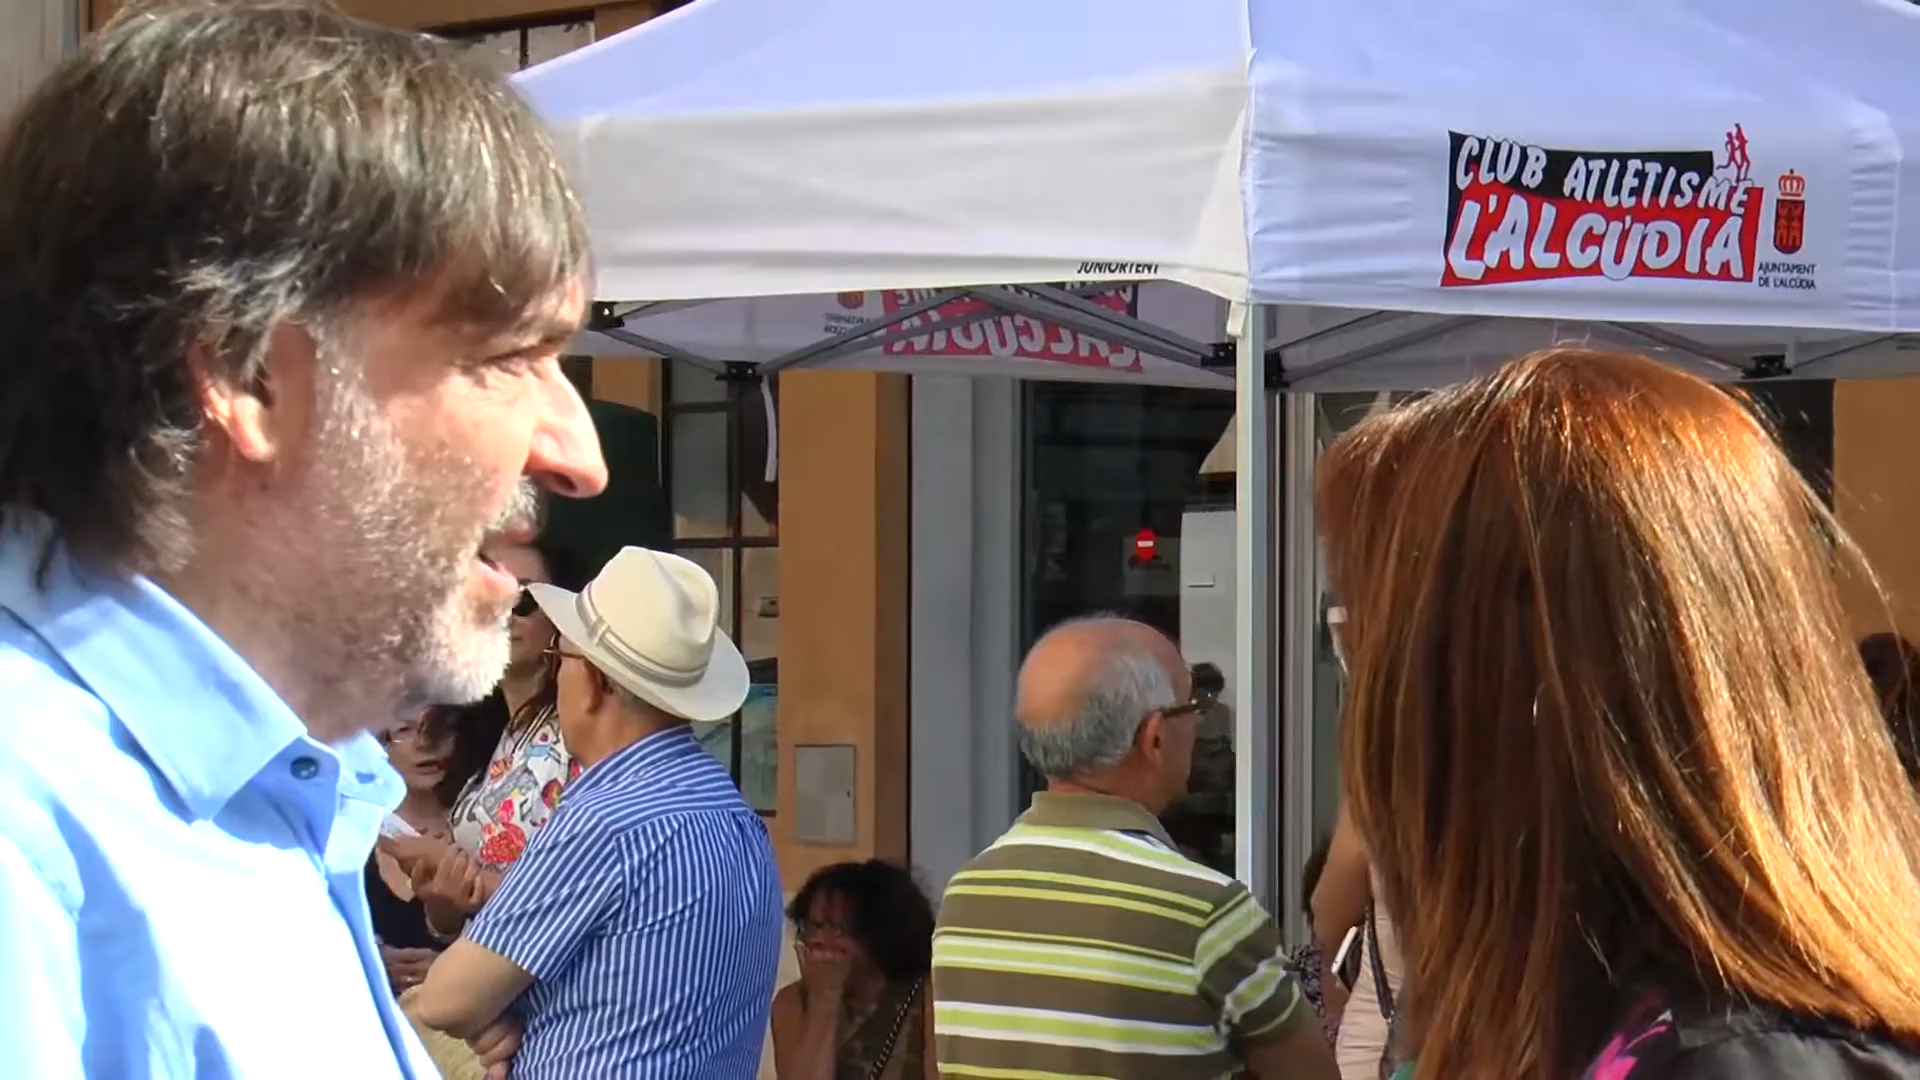 CLUB ATLETISME
L'ALCÚDIA
AJUNTAMENT
DE L'ALCÚDIA
JUNIORTENT